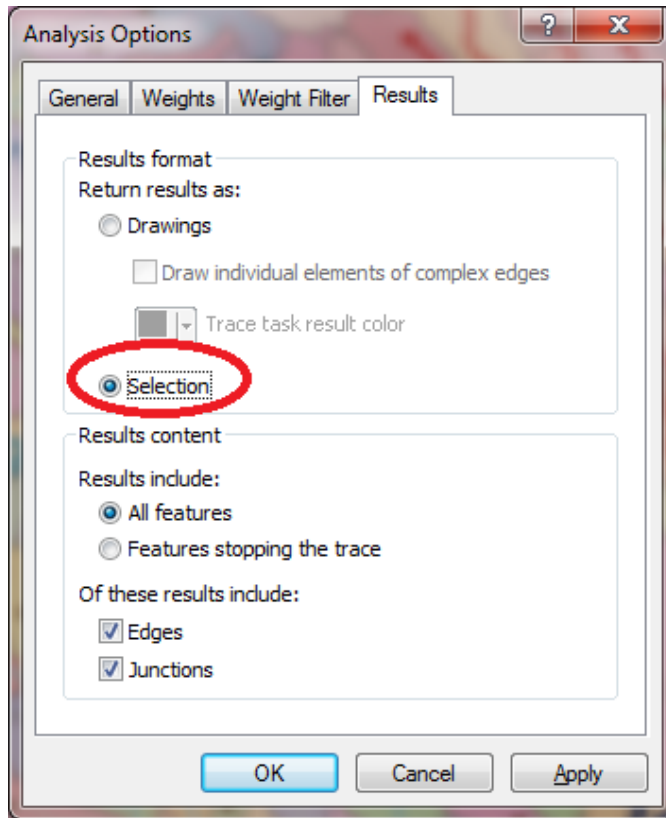 Analysis Options
?
X
General Weights Weight Filter Results
Results format
Return results as:
Drawings
Draw individual elements of complex edges
Trace task result color
Selection
Results content
Results include:
All features
Features stopping the trace
Of these results include:
Edges
Junctions
OK Cancel Apply